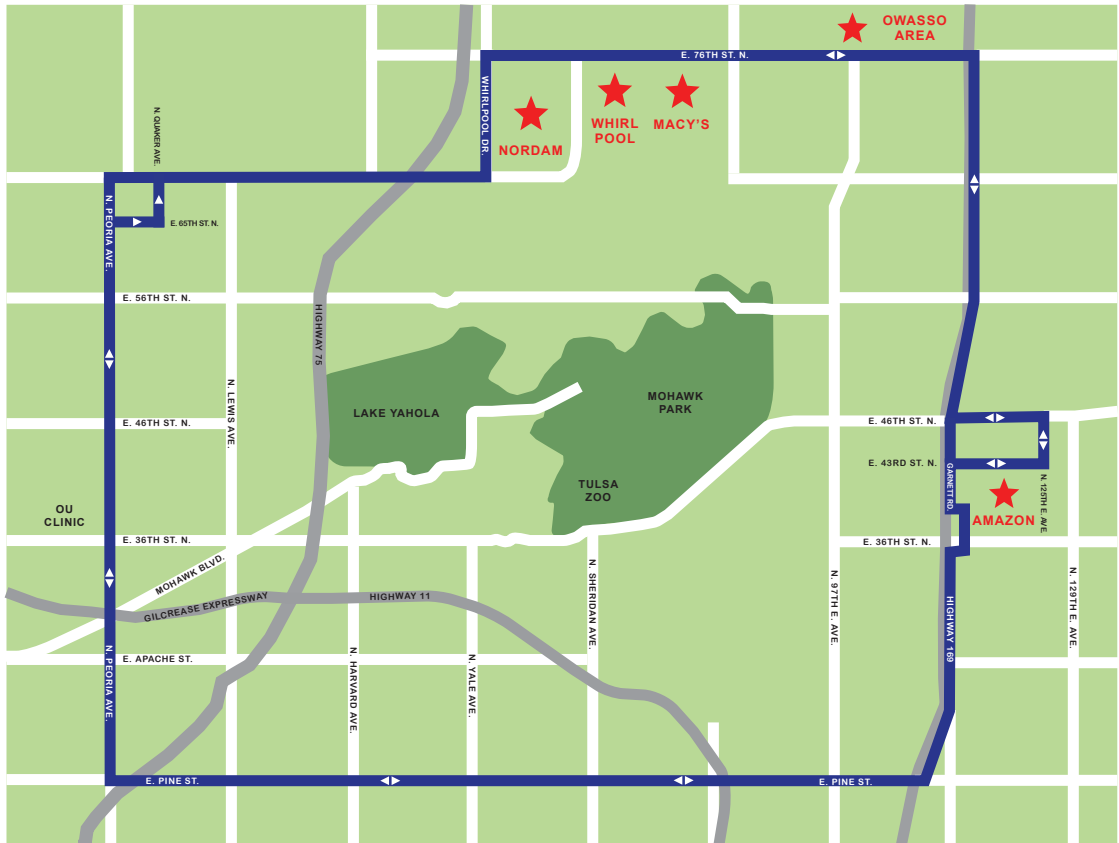 OWASSO
AREA
E. 76TH ST. N.
WHIRLPOOL DR.
NORDAM
WHIRL
POOL
MACY'S
N. QUAKER AVE.
N. PEORIA AVE.
E. 65TH ST. N.
E. 56TH ST. N.
HIGHWAY 75
N. LEWIS AVE.
LAKE YAHOLA
MOHAWK
PARK
E. 46TH ST. N.
E. 46TH ST. N.
E. 43RD ST. N.
GARNETT RD.
N. 125TH E. AVE.
AMAZON
TULSA
ZOO
OU
CLINIC
E. 36TH ST. N.
E. 36TH ST. N.
MOHAWK BLVD.
GILCREASE EXPRESSWAY
HIGHWAY 11
N. SHERIDAN AVE.
N. 97TH E. AVE.
HIGHWAY 169
N. 129TH E. AVE.
N. PEORIA AVE.
E. APACHE ST.
N. HARVARD AVE.
N. YALE AVE.
E. PINE ST.
E. PINE ST.